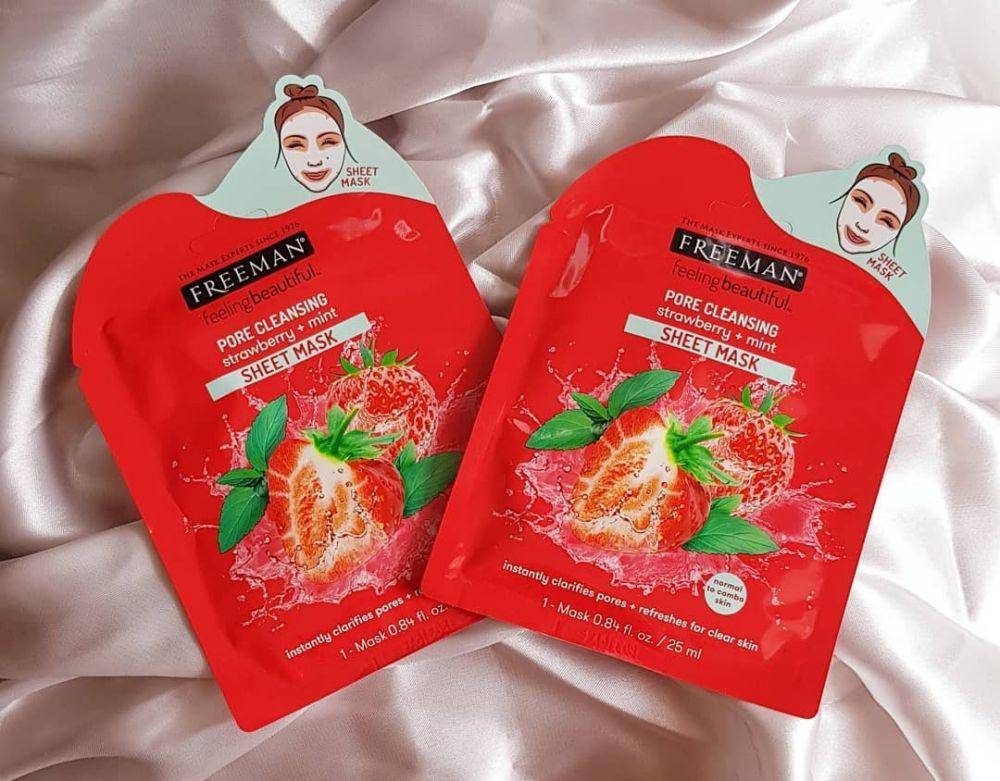 SHEET
MASK
THE MASK EXPERTS SINCE 1976
FREEMAN®
feeling beautiful™
PORE CLEANSING
strawberry + mint
SHEET MASK
instantly clarifies pores +
1 - Mask 0.84 fl. oz.
SHEET
MASK
THE MASK EXPERTS SINCE 1976
FREEMAN®
feeling beautiful™
PORE CLEANSING
strawberry + mint
SHEET MASK
normal
to combo
skin
instantly clarifies pores + refreshes for clear skin
1 - Mask 0.84 fl. oz. / 25 ml